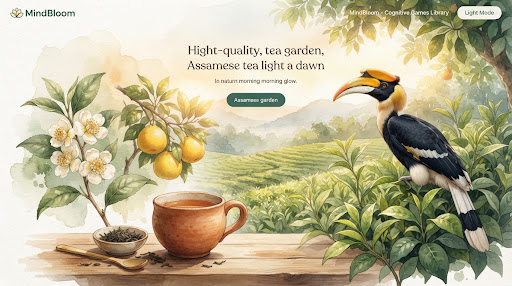 MindBloom
MindBloom - Cognitive Games Library
Light Mode
Hight-quality, tea garden,
Assamese tea light a dawn
Io naturn morning morning glow.
Assamese garden